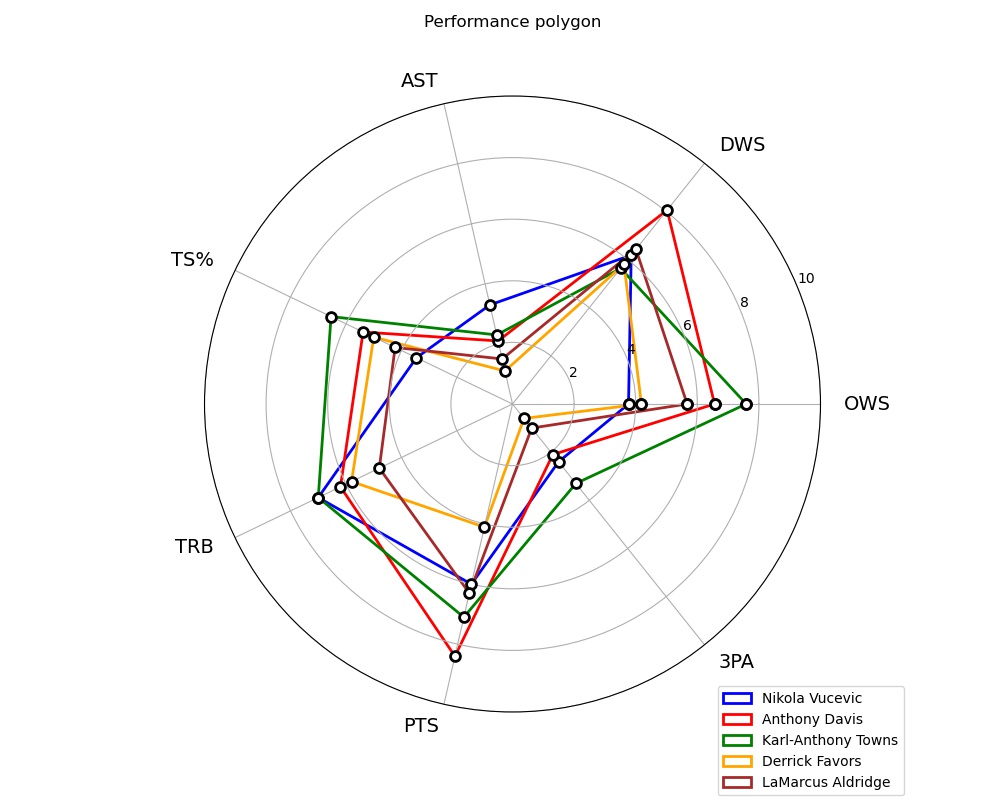 Performance polygon
AST
DWS
TS%
10
8
6
4
2
OWS
TRB
3PA
PTS
Nikola Vucevic
Anthony Davis
Karl-Anthony Towns
Derrick Favors
LaMarcus Aldridge